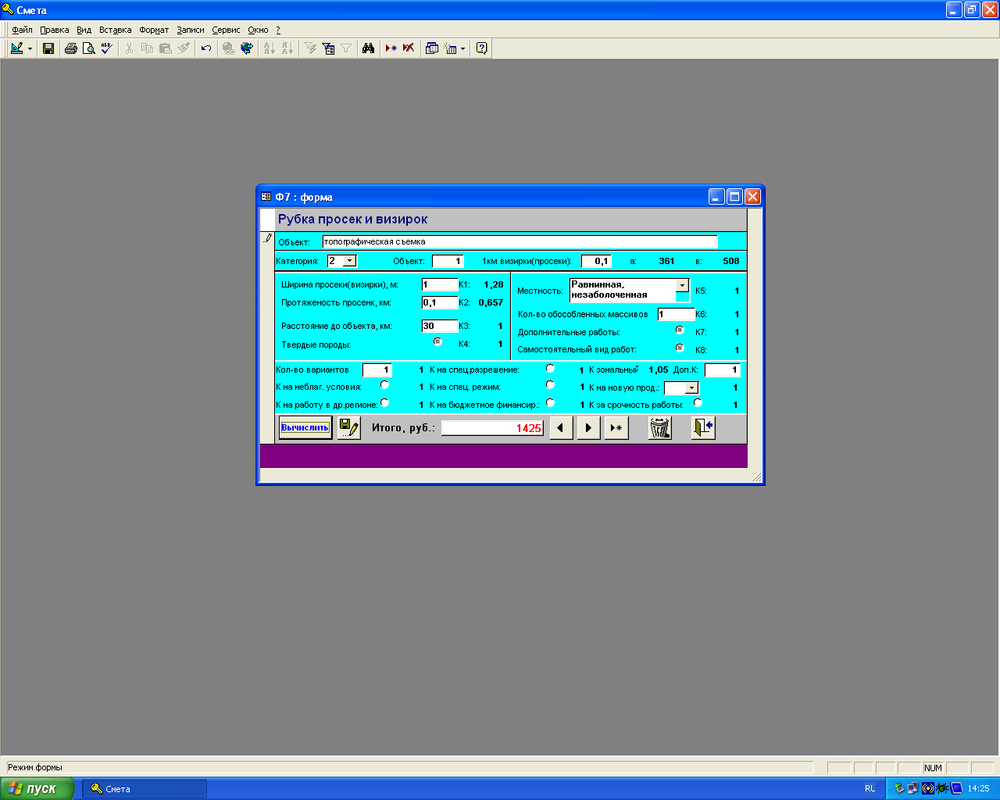 Смета
Файл Правка Вид Вставка Формат Записи Сервис Окно ?
Ф7 : форма
Рубка просек и визирок
Объект: топографическая съемка
Категория: 2 Объект: 1 1км визирки(просеки): 0,1 а: 361 в: 508
Ширина просеки(визирки), м: 1 К1: 1,28
Протяженость просенк, км: 0,1 К2: 0,657
Расстояние до объекта, км: 30 К3: 1
Твердые породы: К4: 1
Местность: Равнинная, незаболоченная К5: 1
Кол-во обособленных массивов 1 К6: 1
Дополнительные работы: К7: 1
Самостоятельный вид работ: К8: 1
Кол-во вариантов 1 1 К на спец.разрешение: 1 К зональный 1,05 Доп.К: 1
К на неблаг. условия: 1 К на спец. режим: 1 К на новую прод.: 1
К на работу в др.регионе: 1 К на бюджетное финансир.: 1 К за срочность работы: 1
Вычислить Итого, руб.: 1425
Режим формы NUM
пуск Смета RL 14:25